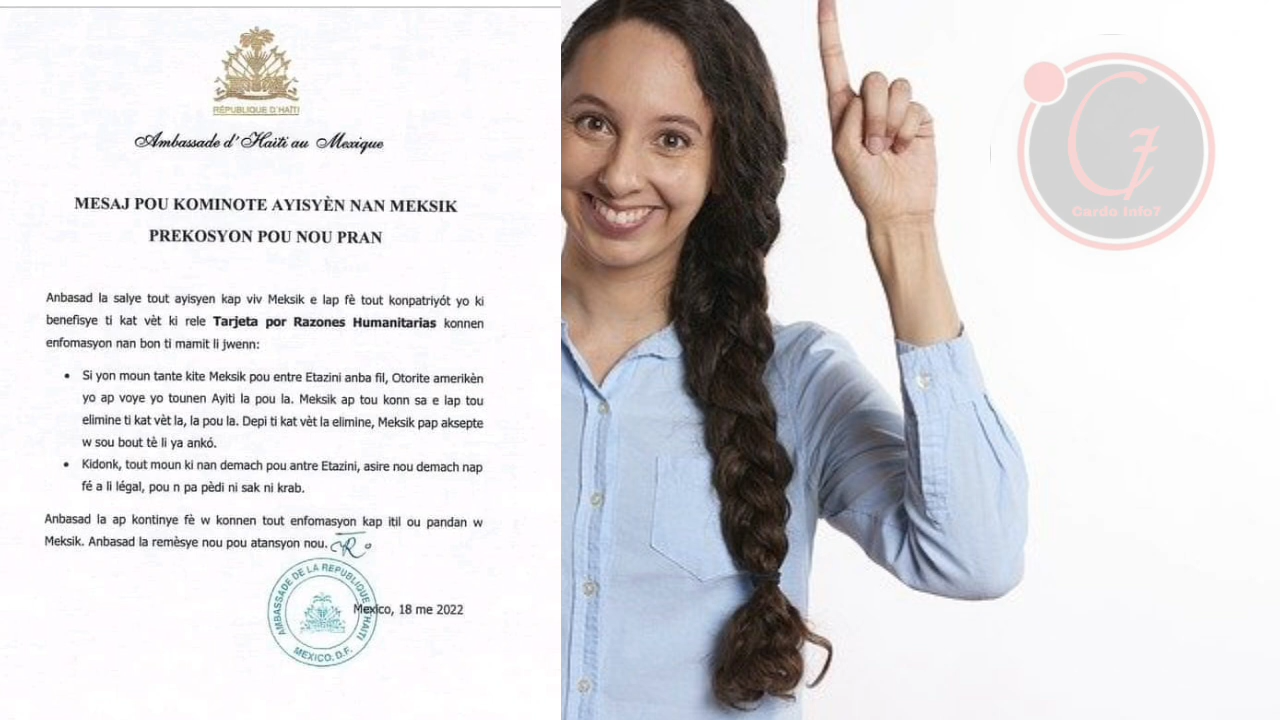 RÉPUBLIQUE D'HAÏTI
Ambassade d'Haïti au Mexique
MESAJ POU KOMINOTE AYISYÈN NAN MEKSIK
PREKOSYON POU NOU PRAN
Anbasad la salye tout ayisyen kap viv Meksik e lap fè tout konpatriyót yo ki
benefisye ti kat vèt ki rele Tarjeta por Razones Humanitarias konnen
enfomasyon nan bon ti mamit li jwenn:
• Si yon moun tante kite Meksik pou entre Etazini anba fil, Otorite amerikèn
yo ap voye yo tounen Ayiti la pou la. Meksik ap tou konn sa e lap tou
elimine ti kat vèt la, la pou la. Depi ti kat vèt la elimine, Meksik pap aksepte
w sou bout tè li ya ankó.
• Kidonk, tout moun ki nan demach pou antre Etazini, asire nou demach nap
fé a li légal, pou n pa pèdi ni sak ni krab.
Anbasad la ap kontinye fè w konnen tout enfomasyon kap itil ou pandan w
Meksik. Anbasad la remèsye nou pou atansyon nou.
AMBASSADE DE LA REPUBLIQUE D'HAITI
MEXICO, D.F.
Mexico, 18 me 2022
C7
Cardo Info7